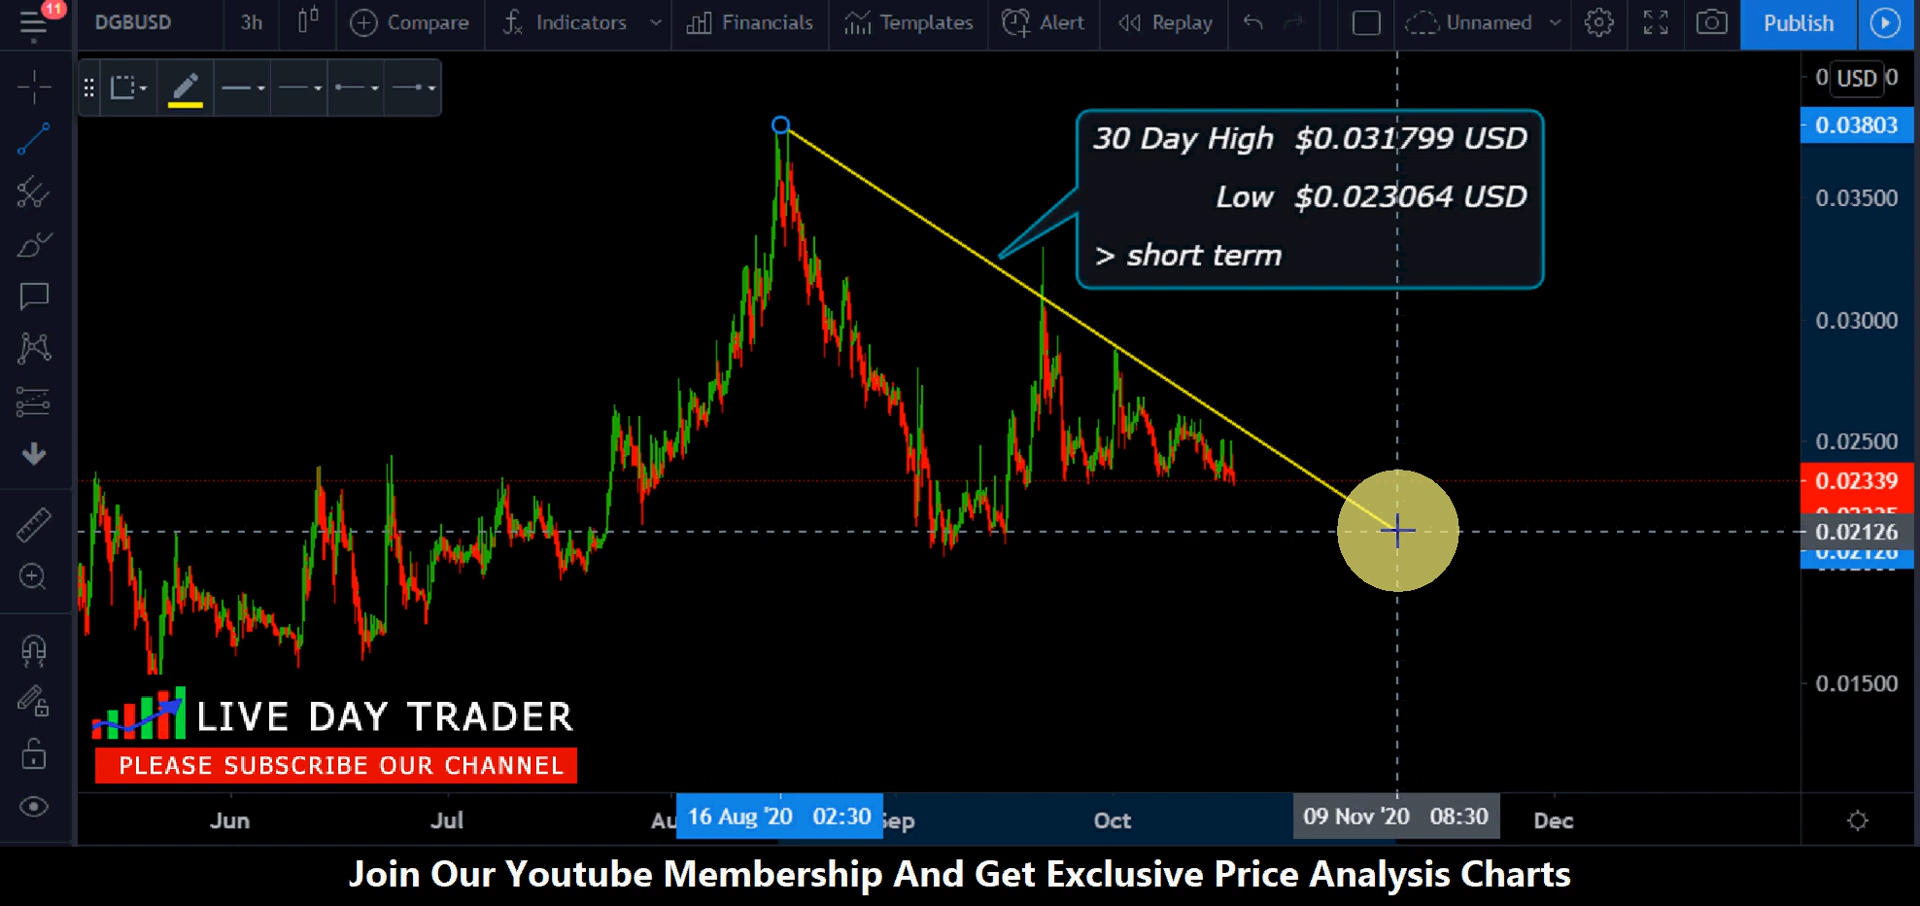 11
DGBUSD 3h Compare Indicators Financials Templates Alert Replay Unnamed Publish
USD
30 Day High $0.031799 USD
Low $0.023064 USD
> short term
0.03803
0.03500
0.03000
0.02500
0.02339
0.02126
0.01500
LIVE DAY TRADER
PLEASE SUBSCRIBE OUR CHANNEL
Jun Jul 16 Aug '20 02:30 Oct 09 Nov '20 08:30 Dec
Join Our Youtube Membership And Get Exclusive Price Analysis Charts